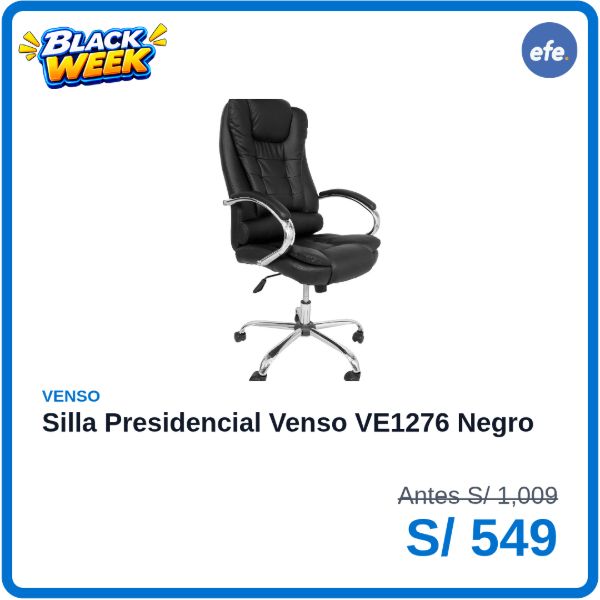 BLACK
WEEK
efe.
VENSO
Silla Presidencial Venso VE1276 Negro
Antes S/ 1,009
S/ 549